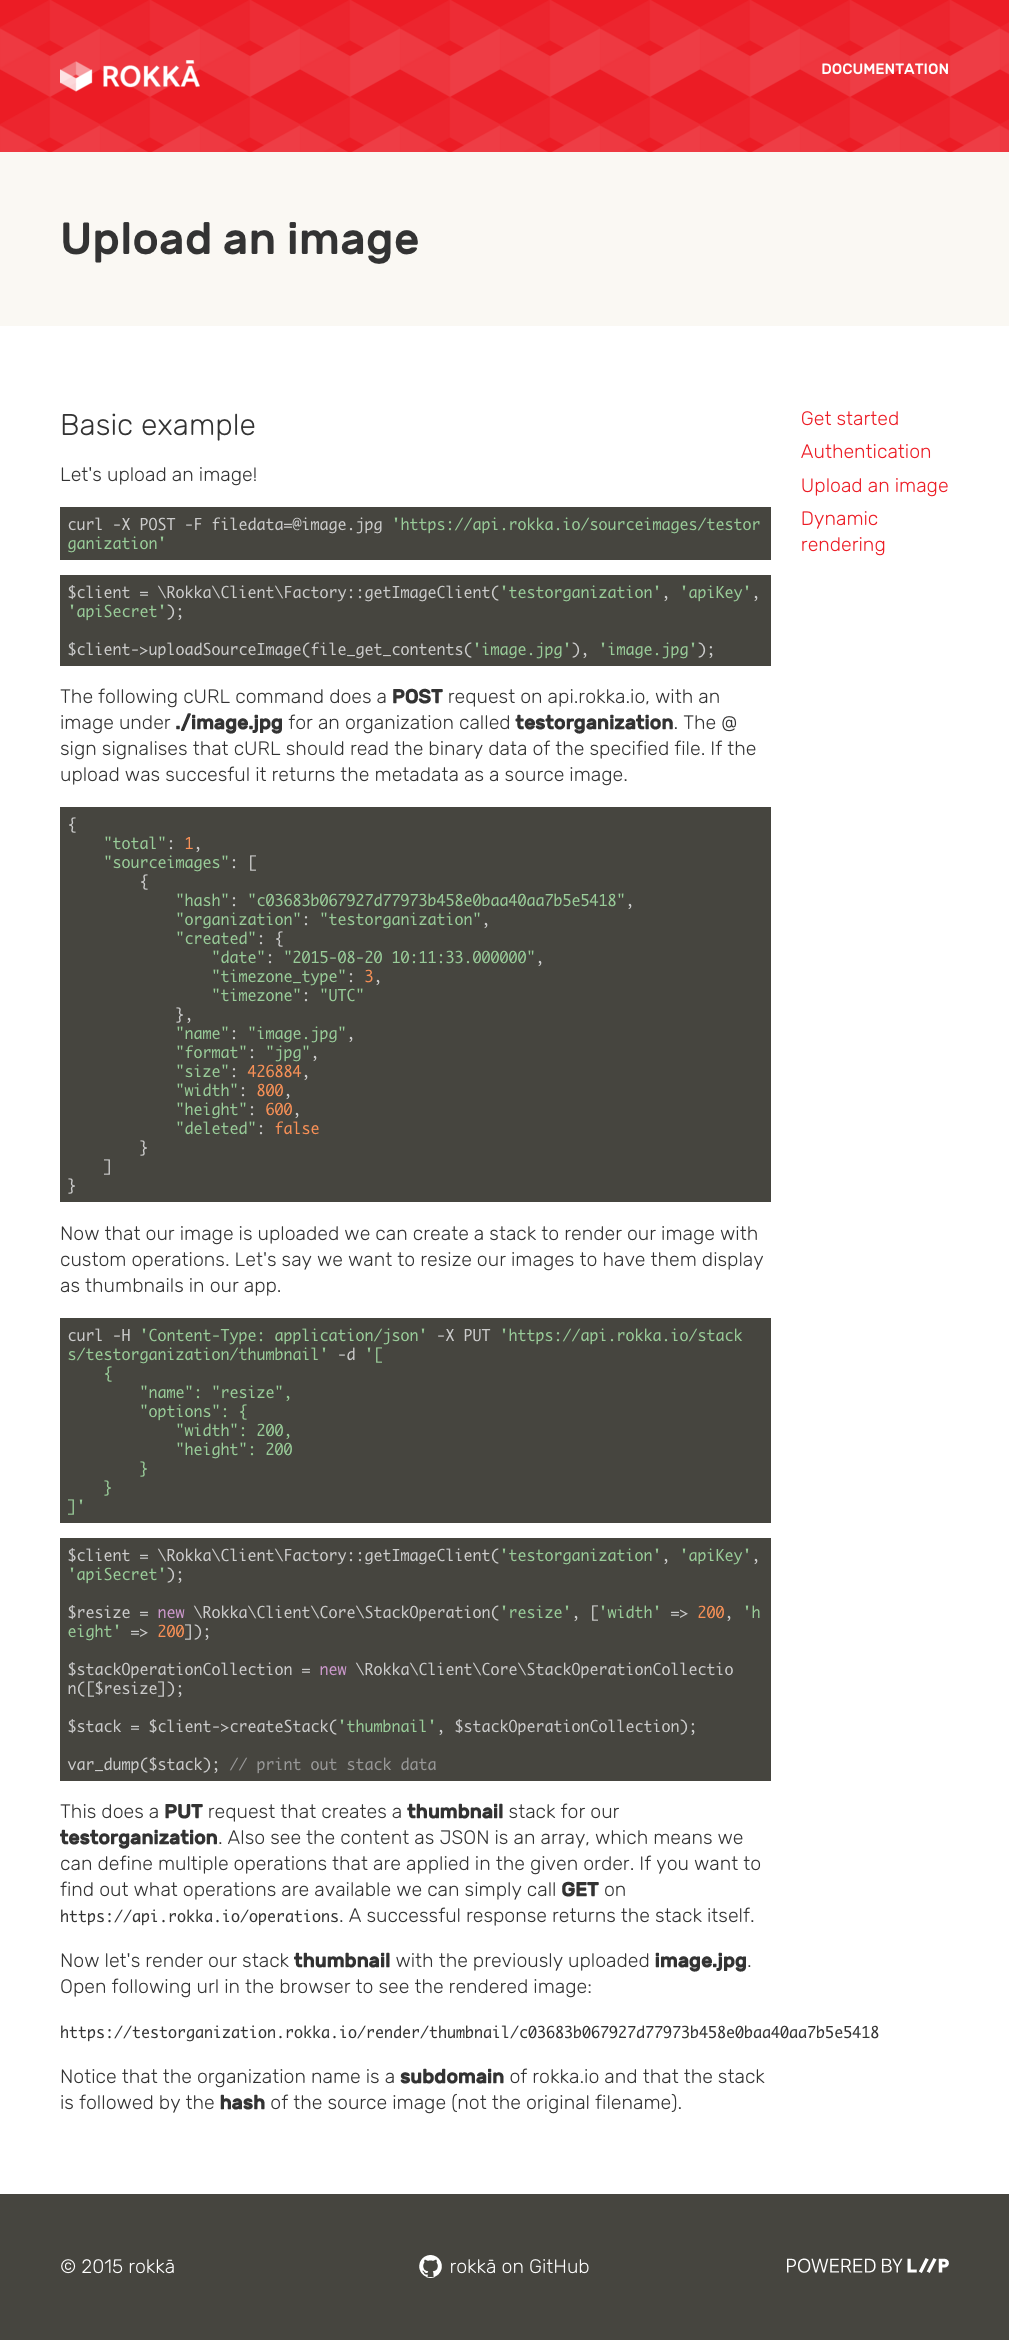 ROKKĀ
DOCUMENTATION
Upload an image
Basic example
Let's upload an image!
curl -X POST -F filedata=@image.jpg 'https://api.rokka.io/sourceimages/testor
ganization'
$client = \Rokka\Client\Factory::getImageClient('testorganization', 'apiKey',
'apiSecret');
$client->uploadSourceImage(file_get_contents('image.jpg'), 'image.jpg');
The following cURL command does a POST request on api.rokka.io, with an
image under ./image.jpg for an organization called testorganization. The @
sign signalises that cURL should read the binary data of the specified file. If the
upload was succesful it returns the metadata as a source image.
{
    "total": 1,
    "sourceimages": [
        {
            "hash": "c03683b067927d77973b458e0baa40aa7b5e5418",
            "organization": "testorganization",
            "created": {
                "date": "2015-08-20 10:11:33.000000",
                "timezone_type": 3,
                "timezone": "UTC"
            },
            "name": "image.jpg",
            "format": "jpg",
            "size": 426884,
            "width": 800,
            "height": 600,
            "deleted": false
        }
    ]
}
Now that our image is uploaded we can create a stack to render our image with
custom operations. Let's say we want to resize our images to have them display
as thumbnails in our app.
curl -H 'Content-Type: application/json' -X PUT 'https://api.rokka.io/stack
s/testorganization/thumbnail' -d '[
    {
        "name": "resize",
        "options": {
            "width": 200,
            "height": 200
        }
    }
]'
$client = \Rokka\Client\Factory::getImageClient('testorganization', 'apiKey',
'apiSecret');
$resize = new \Rokka\Client\Core\StackOperation('resize', ['width' => 200, 'h
eight' => 200]);
$stackOperationCollection = new \Rokka\Client\Core\StackOperationCollectio
n([$resize]);
$stack = $client->createStack('thumbnail', $stackOperationCollection);
var_dump($stack); // print out stack data
This does a PUT request that creates a thumbnail stack for our
testorganization. Also see the content as JSON is an array, which means we
can define multiple operations that are applied in the given order. If you want to
find out what operations are available we can simply call GET on
https://api.rokka.io/operations. A successful response returns the stack itself.
Now let's render our stack thumbnail with the previously uploaded image.jpg.
Open following url in the browser to see the rendered image:
https://testorganization.rokka.io/render/thumbnail/c03683b067927d77973b458e0baa40aa7b5e5418
Notice that the organization name is a subdomain of rokka.io and that the stack
is followed by the hash of the source image (not the original filename).
Get started
Authentication
Upload an image
Dynamic
rendering
© 2015 rokkā
rokkā on GitHub
POWERED BY LIIP